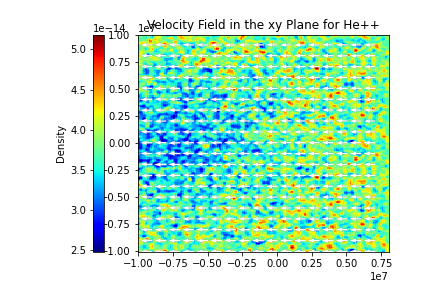 Velocity Field in the xy Plane for He++
1e−14
1e7
5.0
4.5
4.0
3.5
3.0
2.5
Density
1.00
0.75
0.50
0.25
0.00
−0.25
−0.50
−0.75
−1.00
−1.00 −0.75 −0.50 −0.25 0.00 0.25 0.50 0.75
1e7